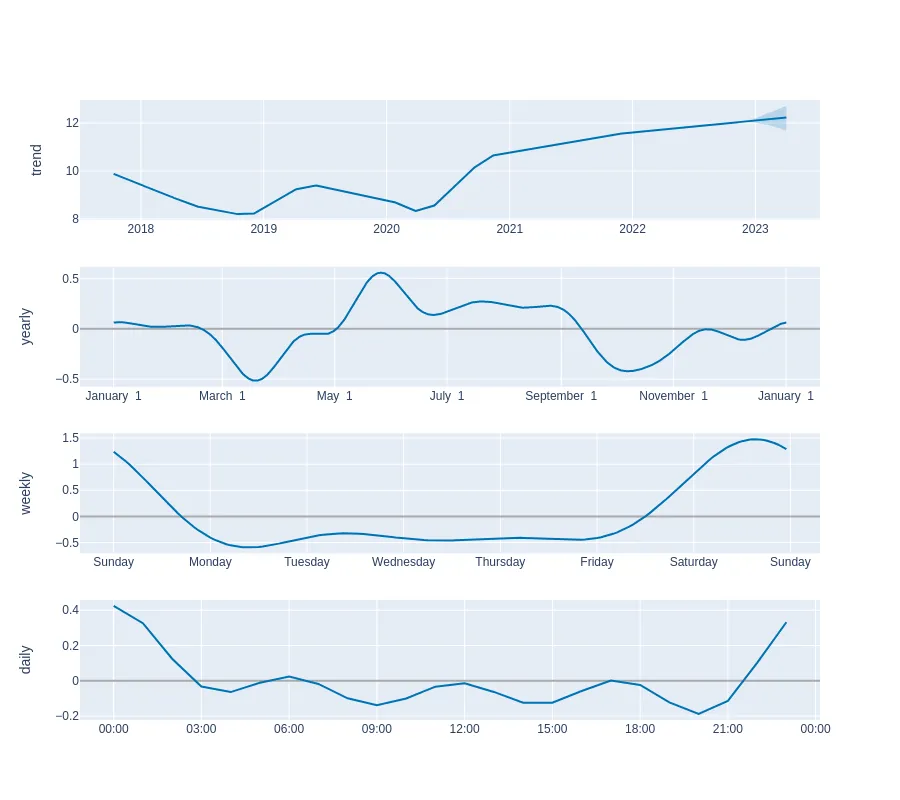 trend
12
10
8
2018 2019 2020 2021 2022 2023
yearly
0.5
0
−0.5
January 1 March 1 May 1 July 1 September 1 November 1 January 1
weekly
1.5
1
0.5
0
−0.5
Sunday Monday Tuesday Wednesday Thursday Friday Saturday Sunday
daily
0.4
0.2
0
−0.2
00:00 03:00 06:00 09:00 12:00 15:00 18:00 21:00 00:00